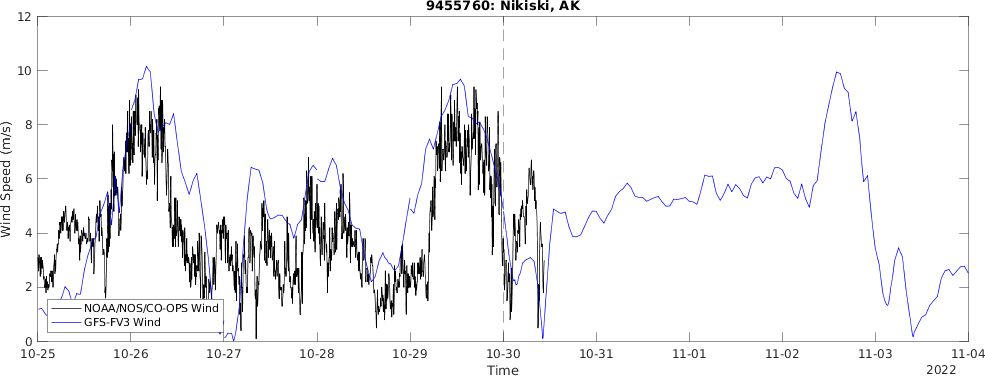 9455760: Nikiski, AK
Wind Speed (m/s)
12
10
8
6
4
2
0
NOAA/NOS/CO-OPS Wind
GFS-FV3 Wind
10-25 10-26 10-27 10-28 10-29 10-30 10-31 11-01 11-02 11-03 11-04
Time
2022